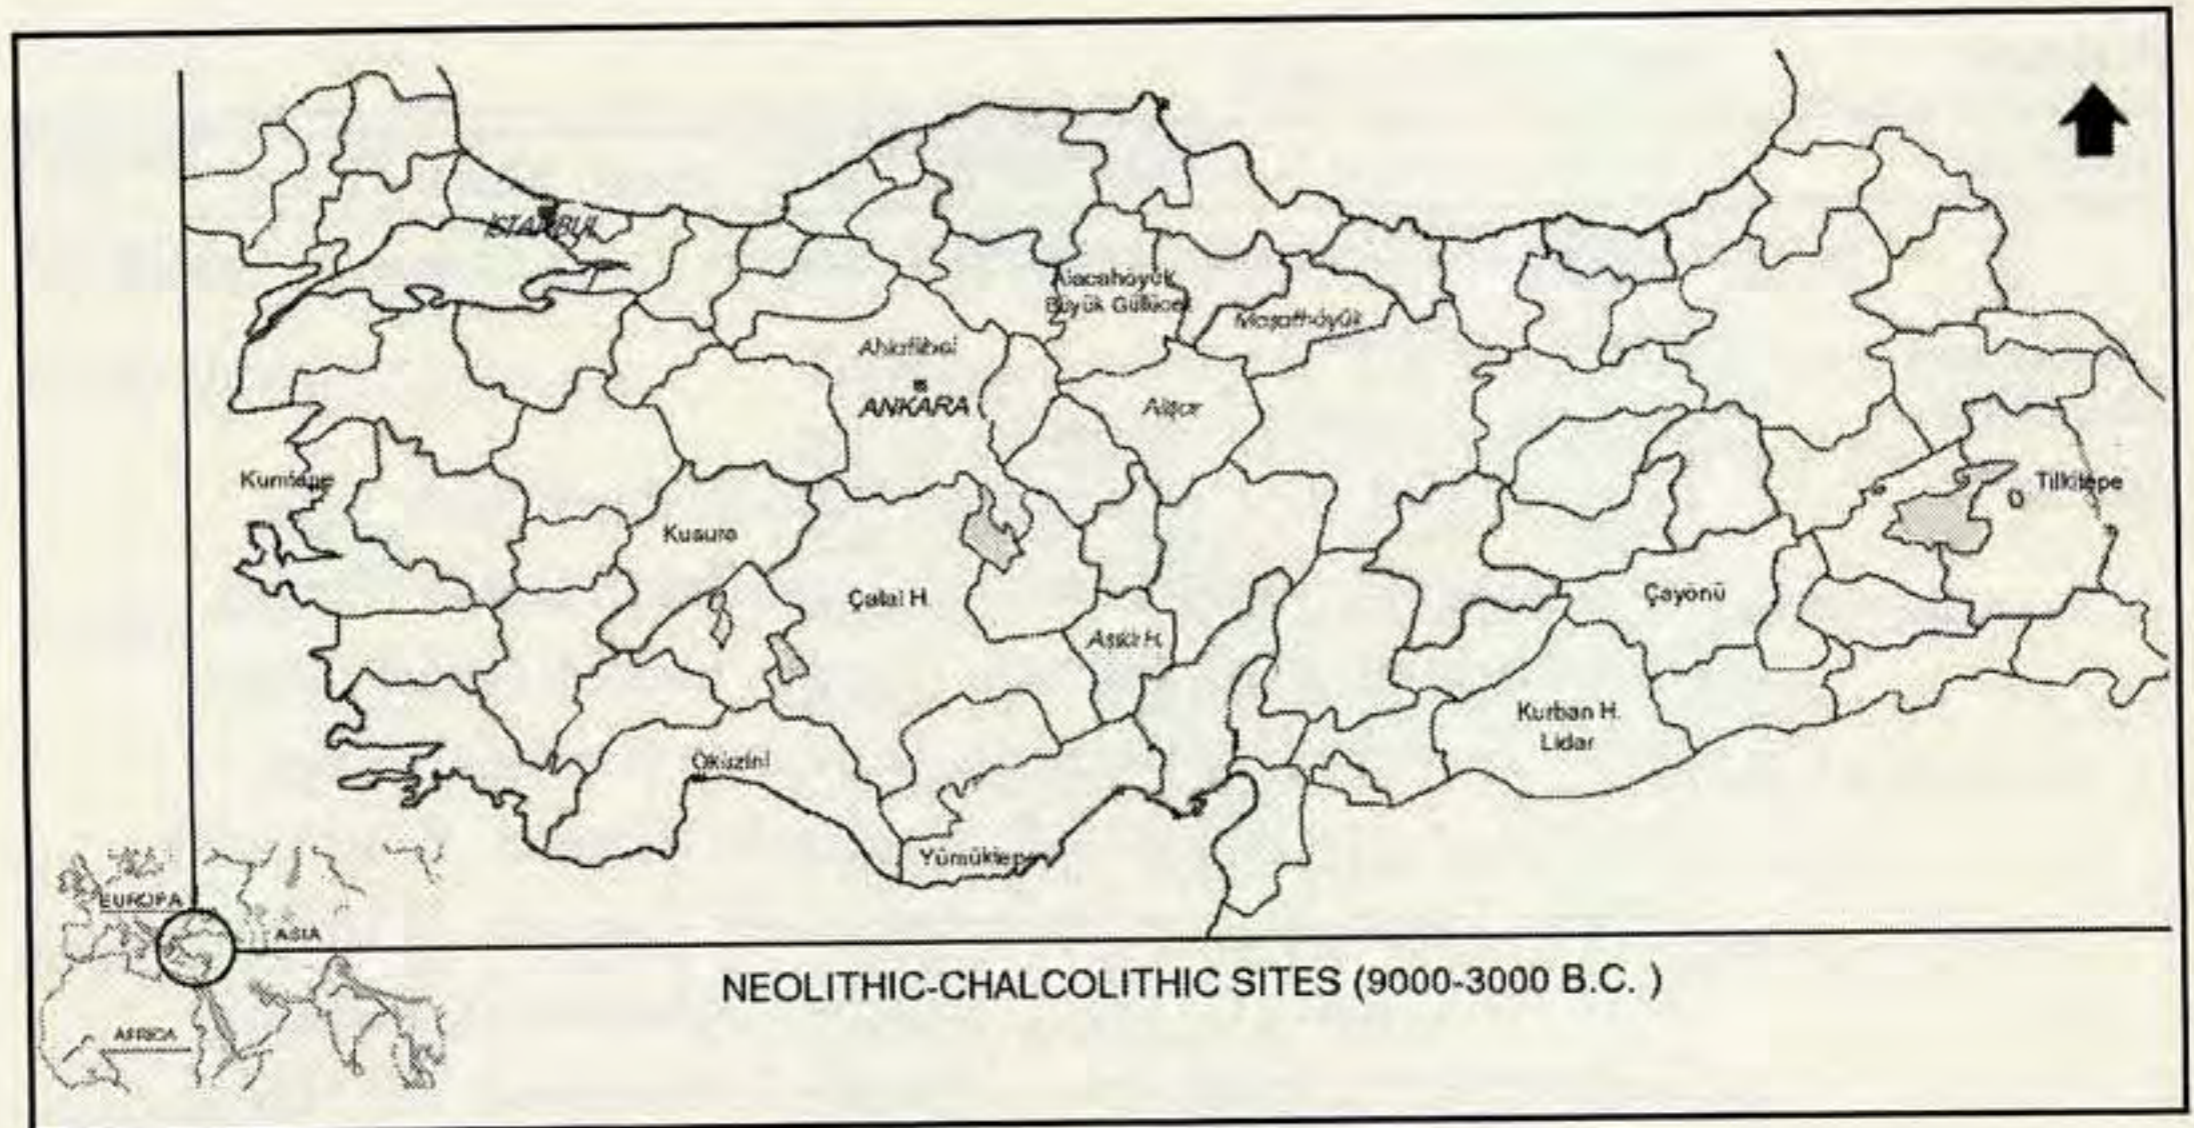 İSTANBUL
Alacahöyük
Büyük Güllücek
Maşathöyük
Ahlatlıbel
ANKARA
Alişar
Kumtepe
Tilkitepe
Kusura
Çatal H.
Çayönü
Aşıklı H.
Kurban H.
Lidar
Öküzini
Yümüktepe
EUROPA
ASIA
AFRICA
NEOLITHIC-CHALCOLITHIC SITES (9000-3000 B.C. )